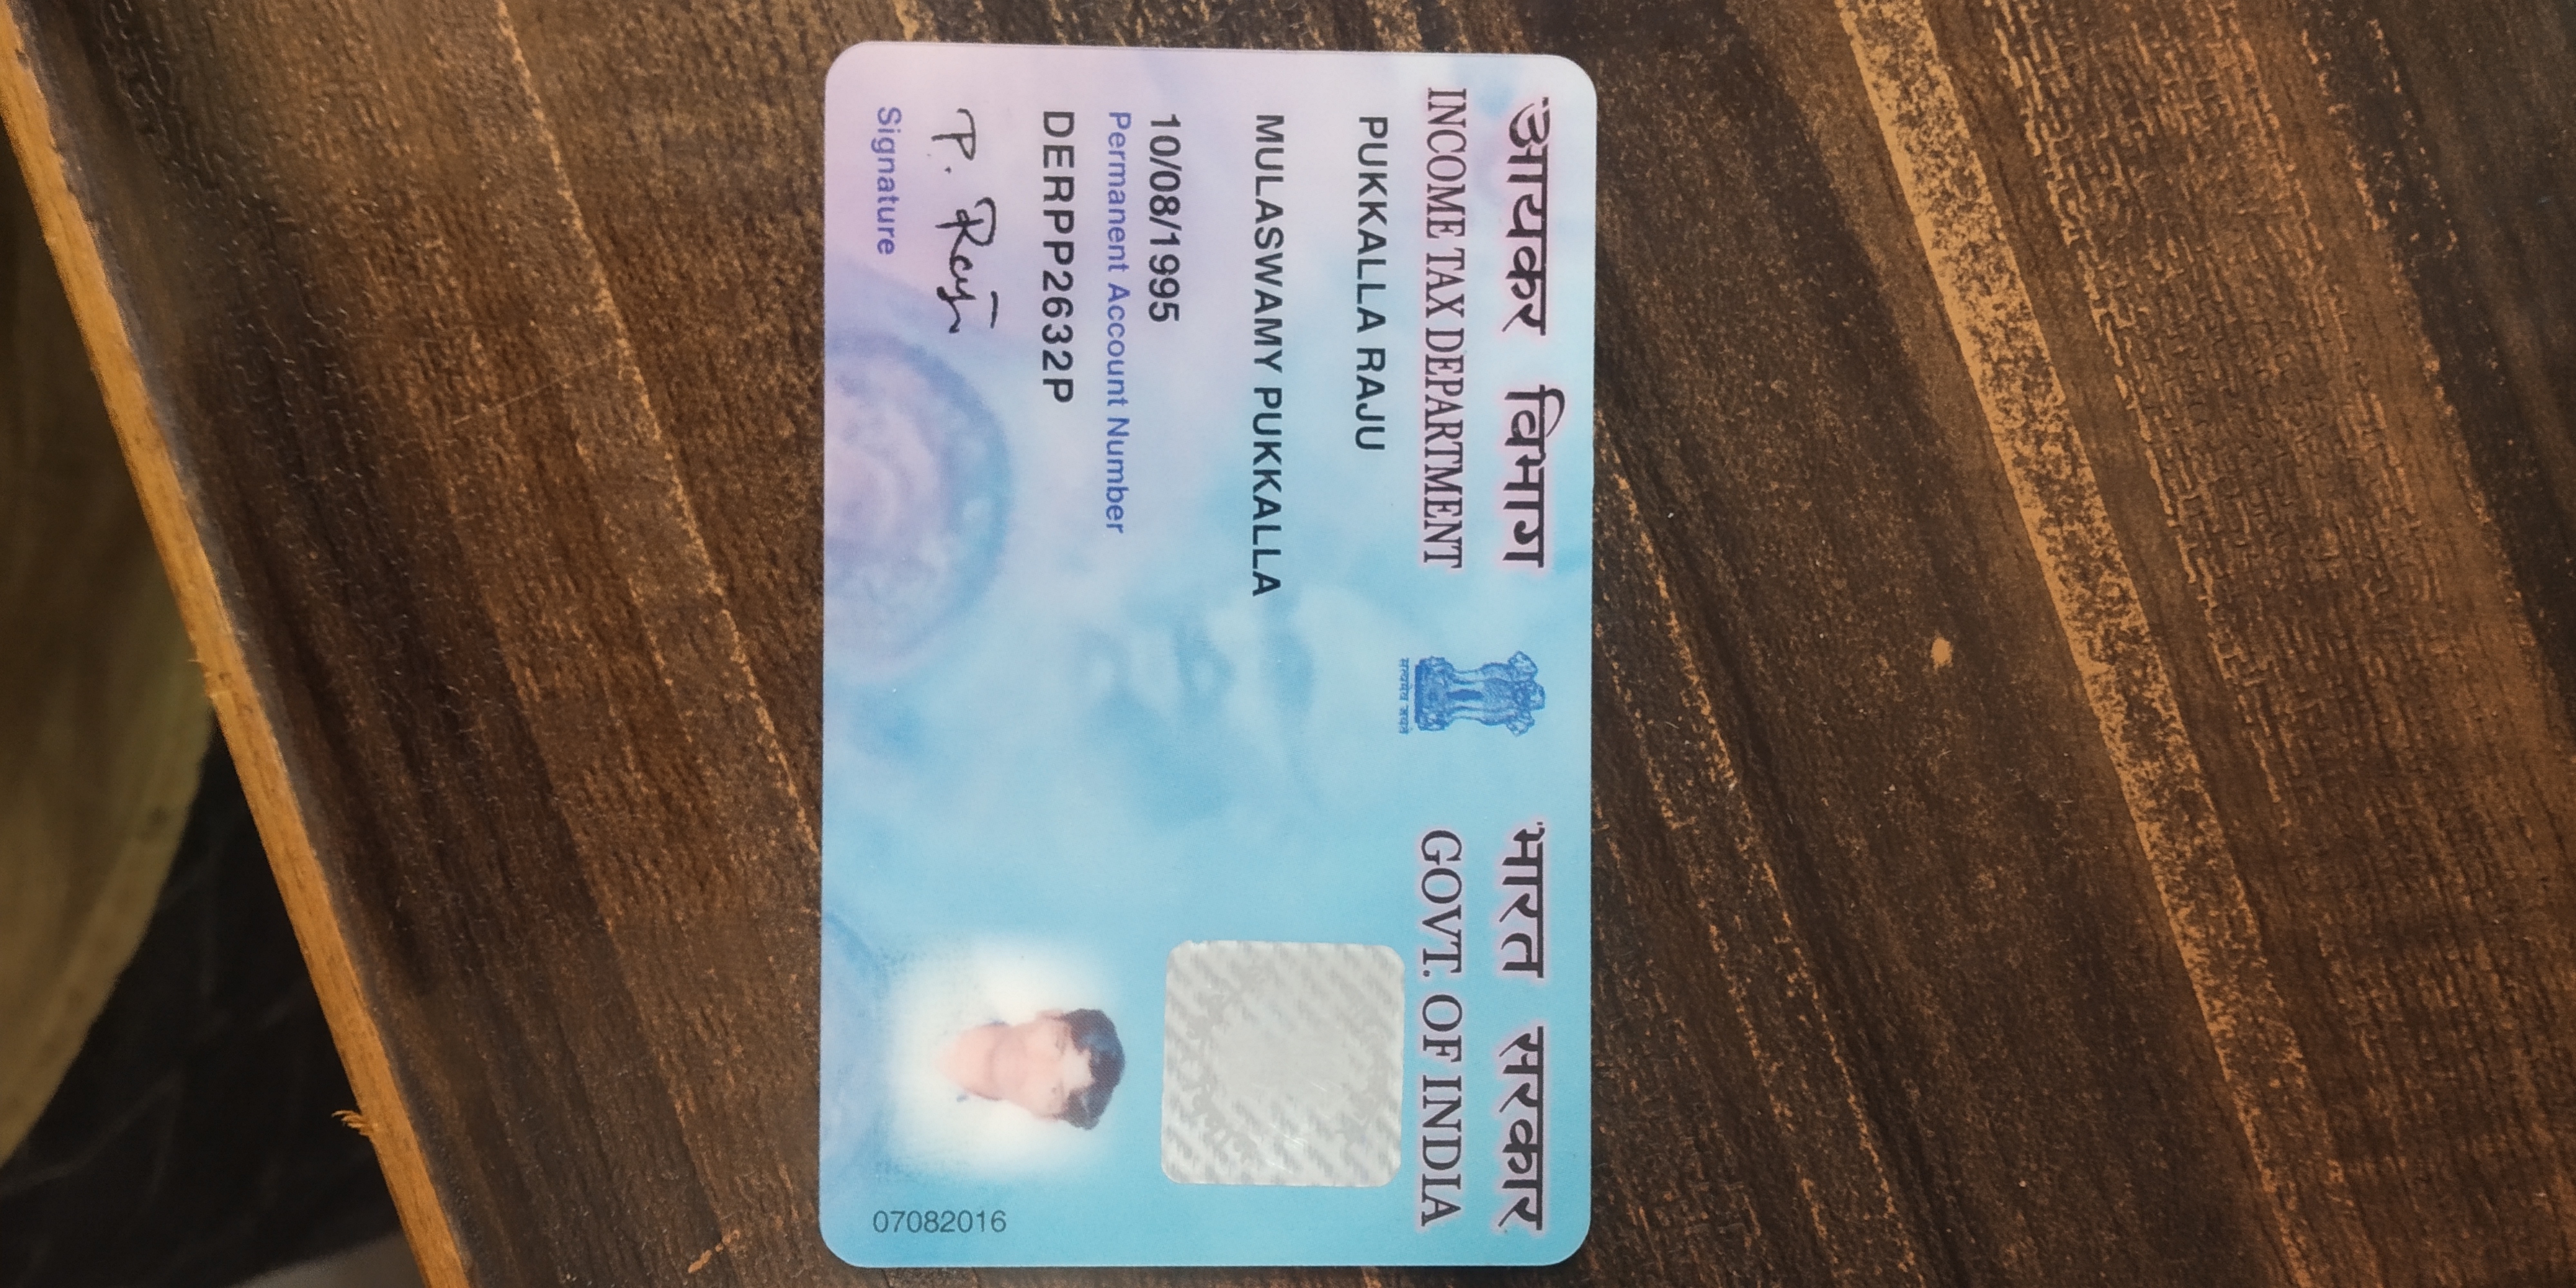 आयकर विभाग भारत सरकार
INCOME TAX DEPARTMENT GOVT. OF INDIA
सत्यमेव जयते
PUKKALLA RAJU
MULASWAMY PUKKALLA
10/08/1995
Permanent Account Number
DERPP2632P
P. Raju
Signature
07082016